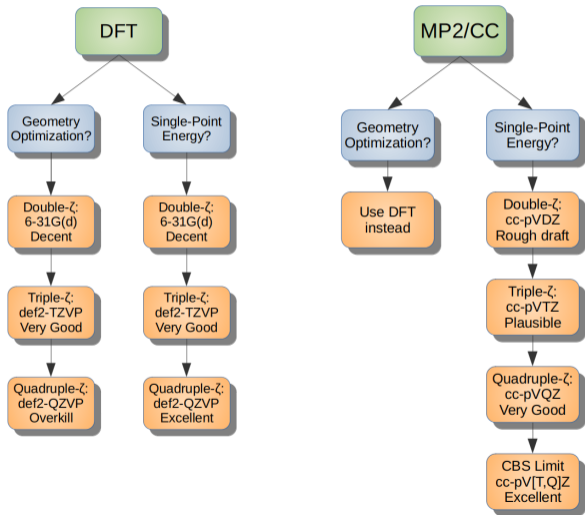 DFT
Geometry
Optimization?
Single-Point
Energy?
Double-ζ:
6-31G(d)
Decent
Double-ζ:
6-31G(d)
Decent
Triple-ζ:
def2-TZVP
Very Good
Triple-ζ:
def2-TZVP
Very Good
Quadruple-ζ:
def2-QZVP
Overkill
Quadruple-ζ:
def2-QZVP
Excellent
MP2/CC
Geometry
Optimization?
Single-Point
Energy?
Use DFT
instead
Double-ζ:
cc-pVDZ
Rough draft
Triple-ζ:
cc-pVTZ
Plausible
Quadruple-ζ:
cc-pVQZ
Very Good
CBS Limit
cc-pV[T,Q]Z
Excellent